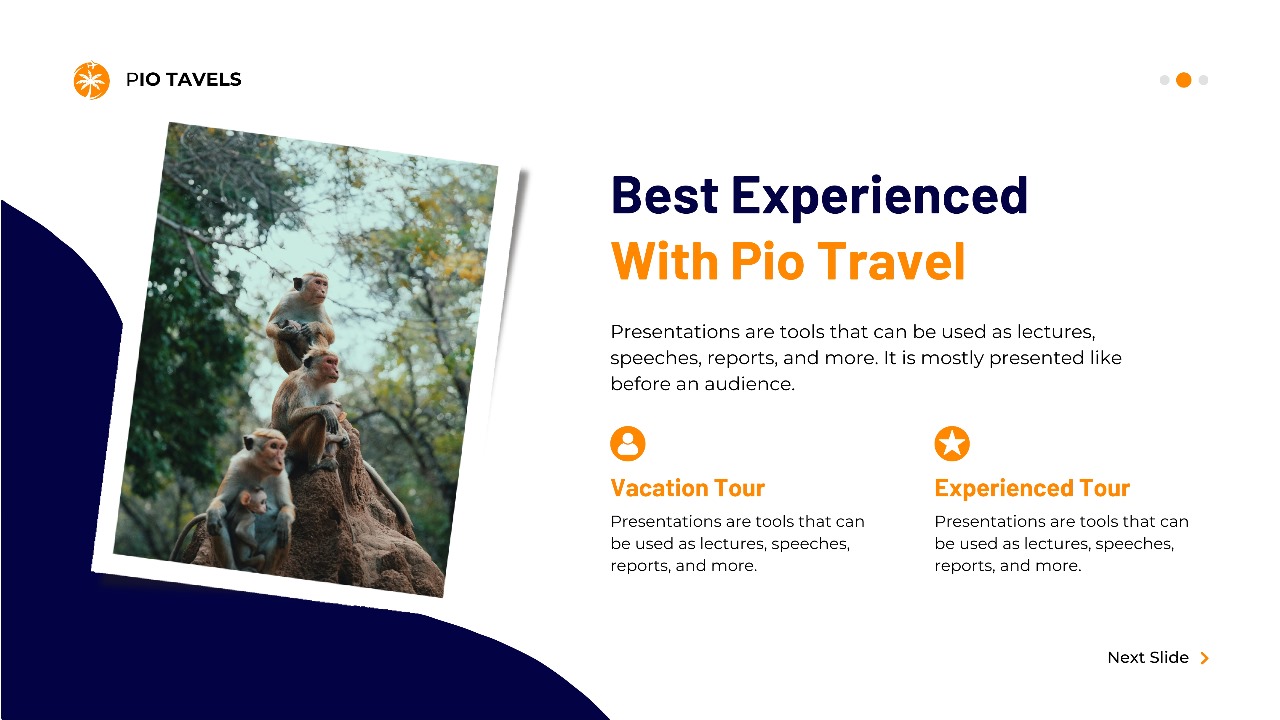 PIO TAVELS
Best Experienced
With Pio Travel
Presentations are tools that can be used as lectures,
speeches, reports, and more. It is mostly presented like
before an audience.
Vacation Tour
Presentations are tools that can
be used as lectures, speeches,
reports, and more.
Experienced Tour
Presentations are tools that can
be used as lectures, speeches,
reports, and more.
Next Slide